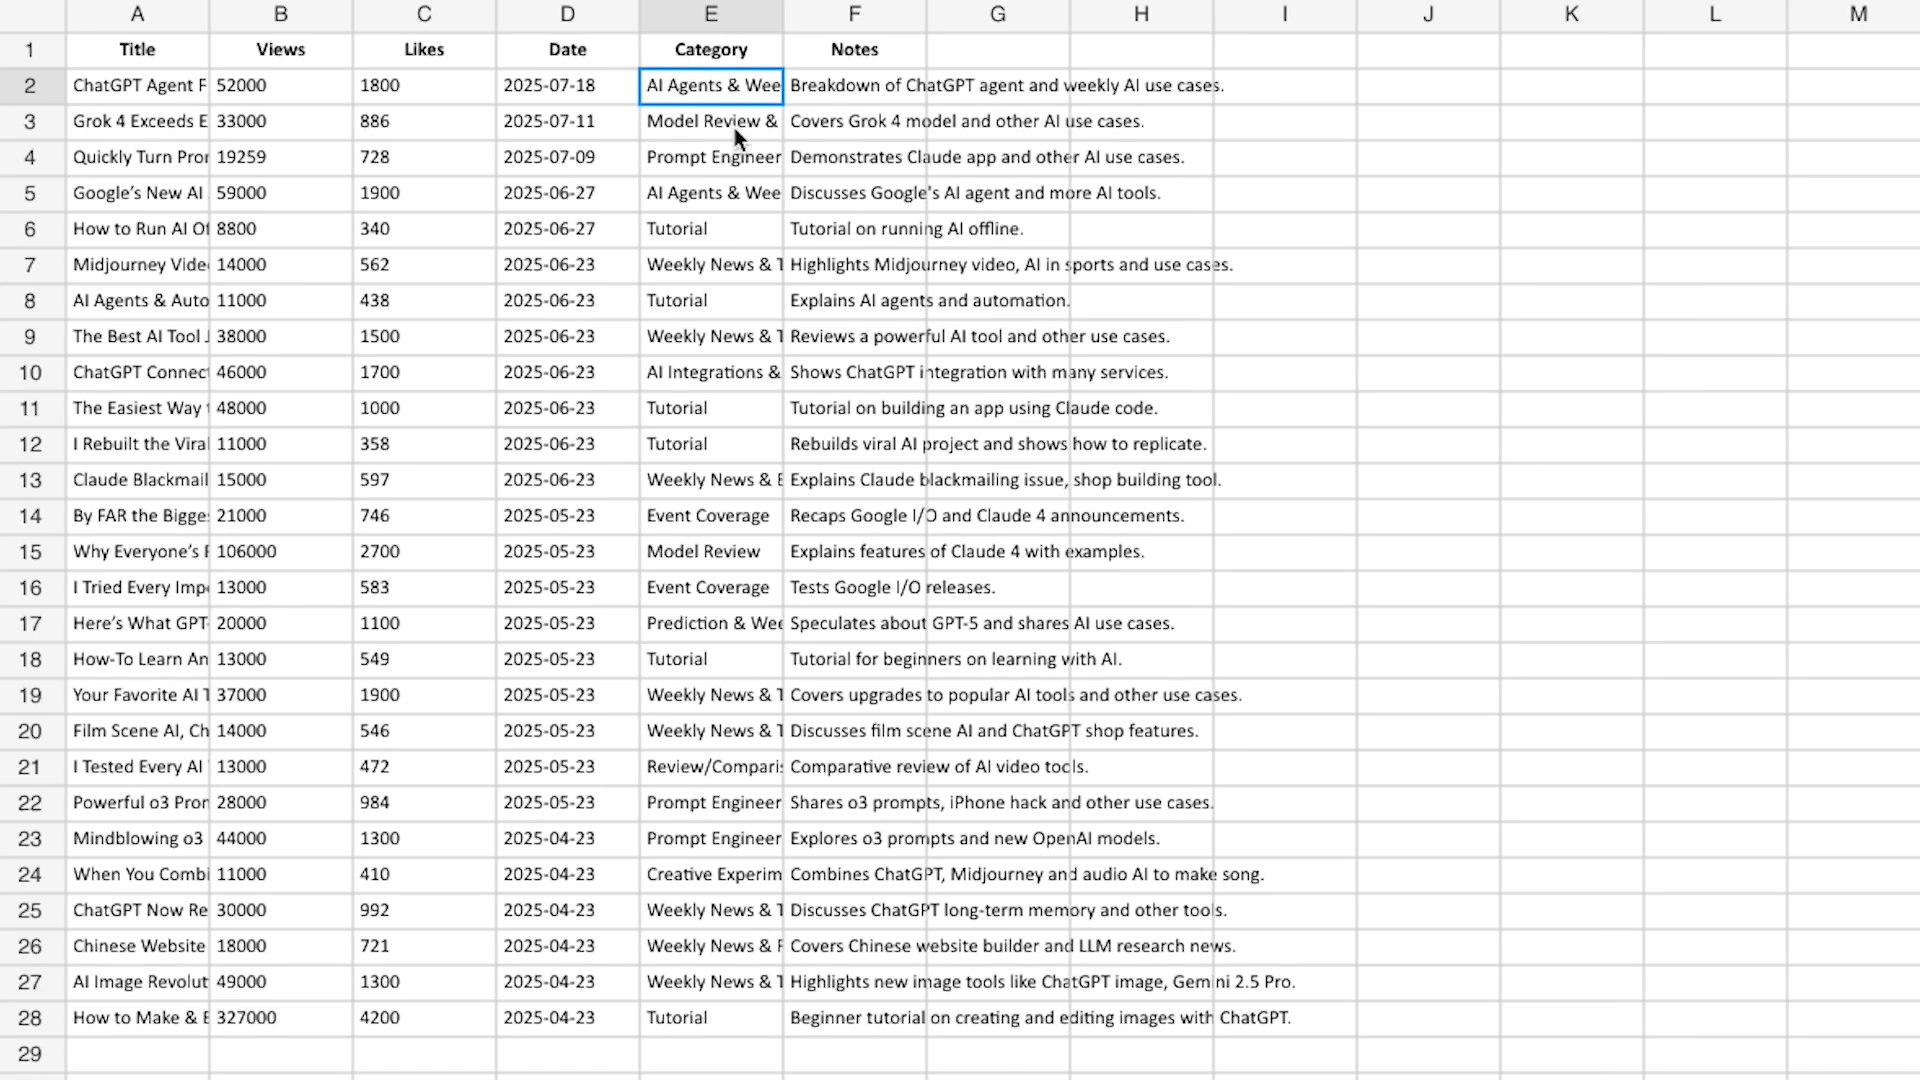 A B C D E F G H I J K L M
1 Title Views Likes Date Category Notes
2 ChatGPT Agent F 52000 1800 2025-07-18 AI Agents & Wee Breakdown of ChatGPT agent and weekly AI use cases.
3 Grok 4 Exceeds E 33000 886 2025-07-11 Model Review & Covers Grok 4 model and other AI use cases.
4 Quickly Turn Pror 19259 728 2025-07-09 Prompt Engineer Demonstrates Claude app and other AI use cases.
5 Google’s New AI 59000 1900 2025-06-27 AI Agents & Wee Discusses Google's AI agent and more AI tools.
6 How to Run AI Of 8800 340 2025-06-27 Tutorial Tutorial on running AI offline.
7 Midjourney Vide 14000 562 2025-06-23 Weekly News & T Highlights Midjourney video, AI in sports and use cases.
8 AI Agents & Auto 11000 438 2025-06-23 Tutorial Explains AI agents and automation.
9 The Best AI Tool J 38000 1500 2025-06-23 Weekly News & T Reviews a powerful AI tool and other use cases.
10 ChatGPT Connect 46000 1700 2025-06-23 AI Integrations & Shows ChatGPT integration with many services.
11 The Easiest Way t 48000 1000 2025-06-23 Tutorial Tutorial on building an app using Claude code.
12 I Rebuilt the Viral 11000 358 2025-06-23 Tutorial Rebuilds viral AI project and shows how to replicate.
13 Claude Blackmail 15000 597 2025-06-23 Weekly News & E Explains Claude blackmailing issue, shop building tool.
14 By FAR the Bigges 21000 746 2025-05-23 Event Coverage Recaps Google I/O and Claude 4 announcements.
15 Why Everyone’s F 106000 2700 2025-05-23 Model Review Explains features of Claude 4 with examples.
16 I Tried Every Imp 13000 583 2025-05-23 Event Coverage Tests Google I/O releases.
17 Here’s What GPT- 20000 1100 2025-05-23 Prediction & Wee Speculates about GPT-5 and shares AI use cases.
18 How-To Learn An 13000 549 2025-05-23 Tutorial Tutorial for beginners on learning with AI.
19 Your Favorite AI T 37000 1900 2025-05-23 Weekly News & T Covers upgrades to popular AI tools and other use cases.
20 Film Scene AI, Ch 14000 546 2025-05-23 Weekly News & T Discusses film scene AI and ChatGPT shop features.
21 I Tested Every AI 13000 472 2025-05-23 Review/Comparis Comparative review of AI video tools.
22 Powerful o3 Pror 28000 984 2025-05-23 Prompt Engineer Shares o3 prompts, iPhone hack and other use cases.
23 Mindblowing o3 44000 1300 2025-04-23 Prompt Engineer Explores o3 prompts and new OpenAI models.
24 When You Combi 11000 410 2025-04-23 Creative Experim Combines ChatGPT, Midjourney and audio AI to make song.
25 ChatGPT Now Re 30000 992 2025-04-23 Weekly News & T Discusses ChatGPT long-term memory and other tools.
26 Chinese Website 18000 721 2025-04-23 Weekly News & F Covers Chinese website builder and LLM research news.
27 AI Image Revolut 49000 1300 2025-04-23 Weekly News & T Highlights new image tools like ChatGPT image, Gemini 2.5 Pro.
28 How to Make & E 327000 4200 2025-04-23 Tutorial Beginner tutorial on creating and editing images with ChatGPT.
29